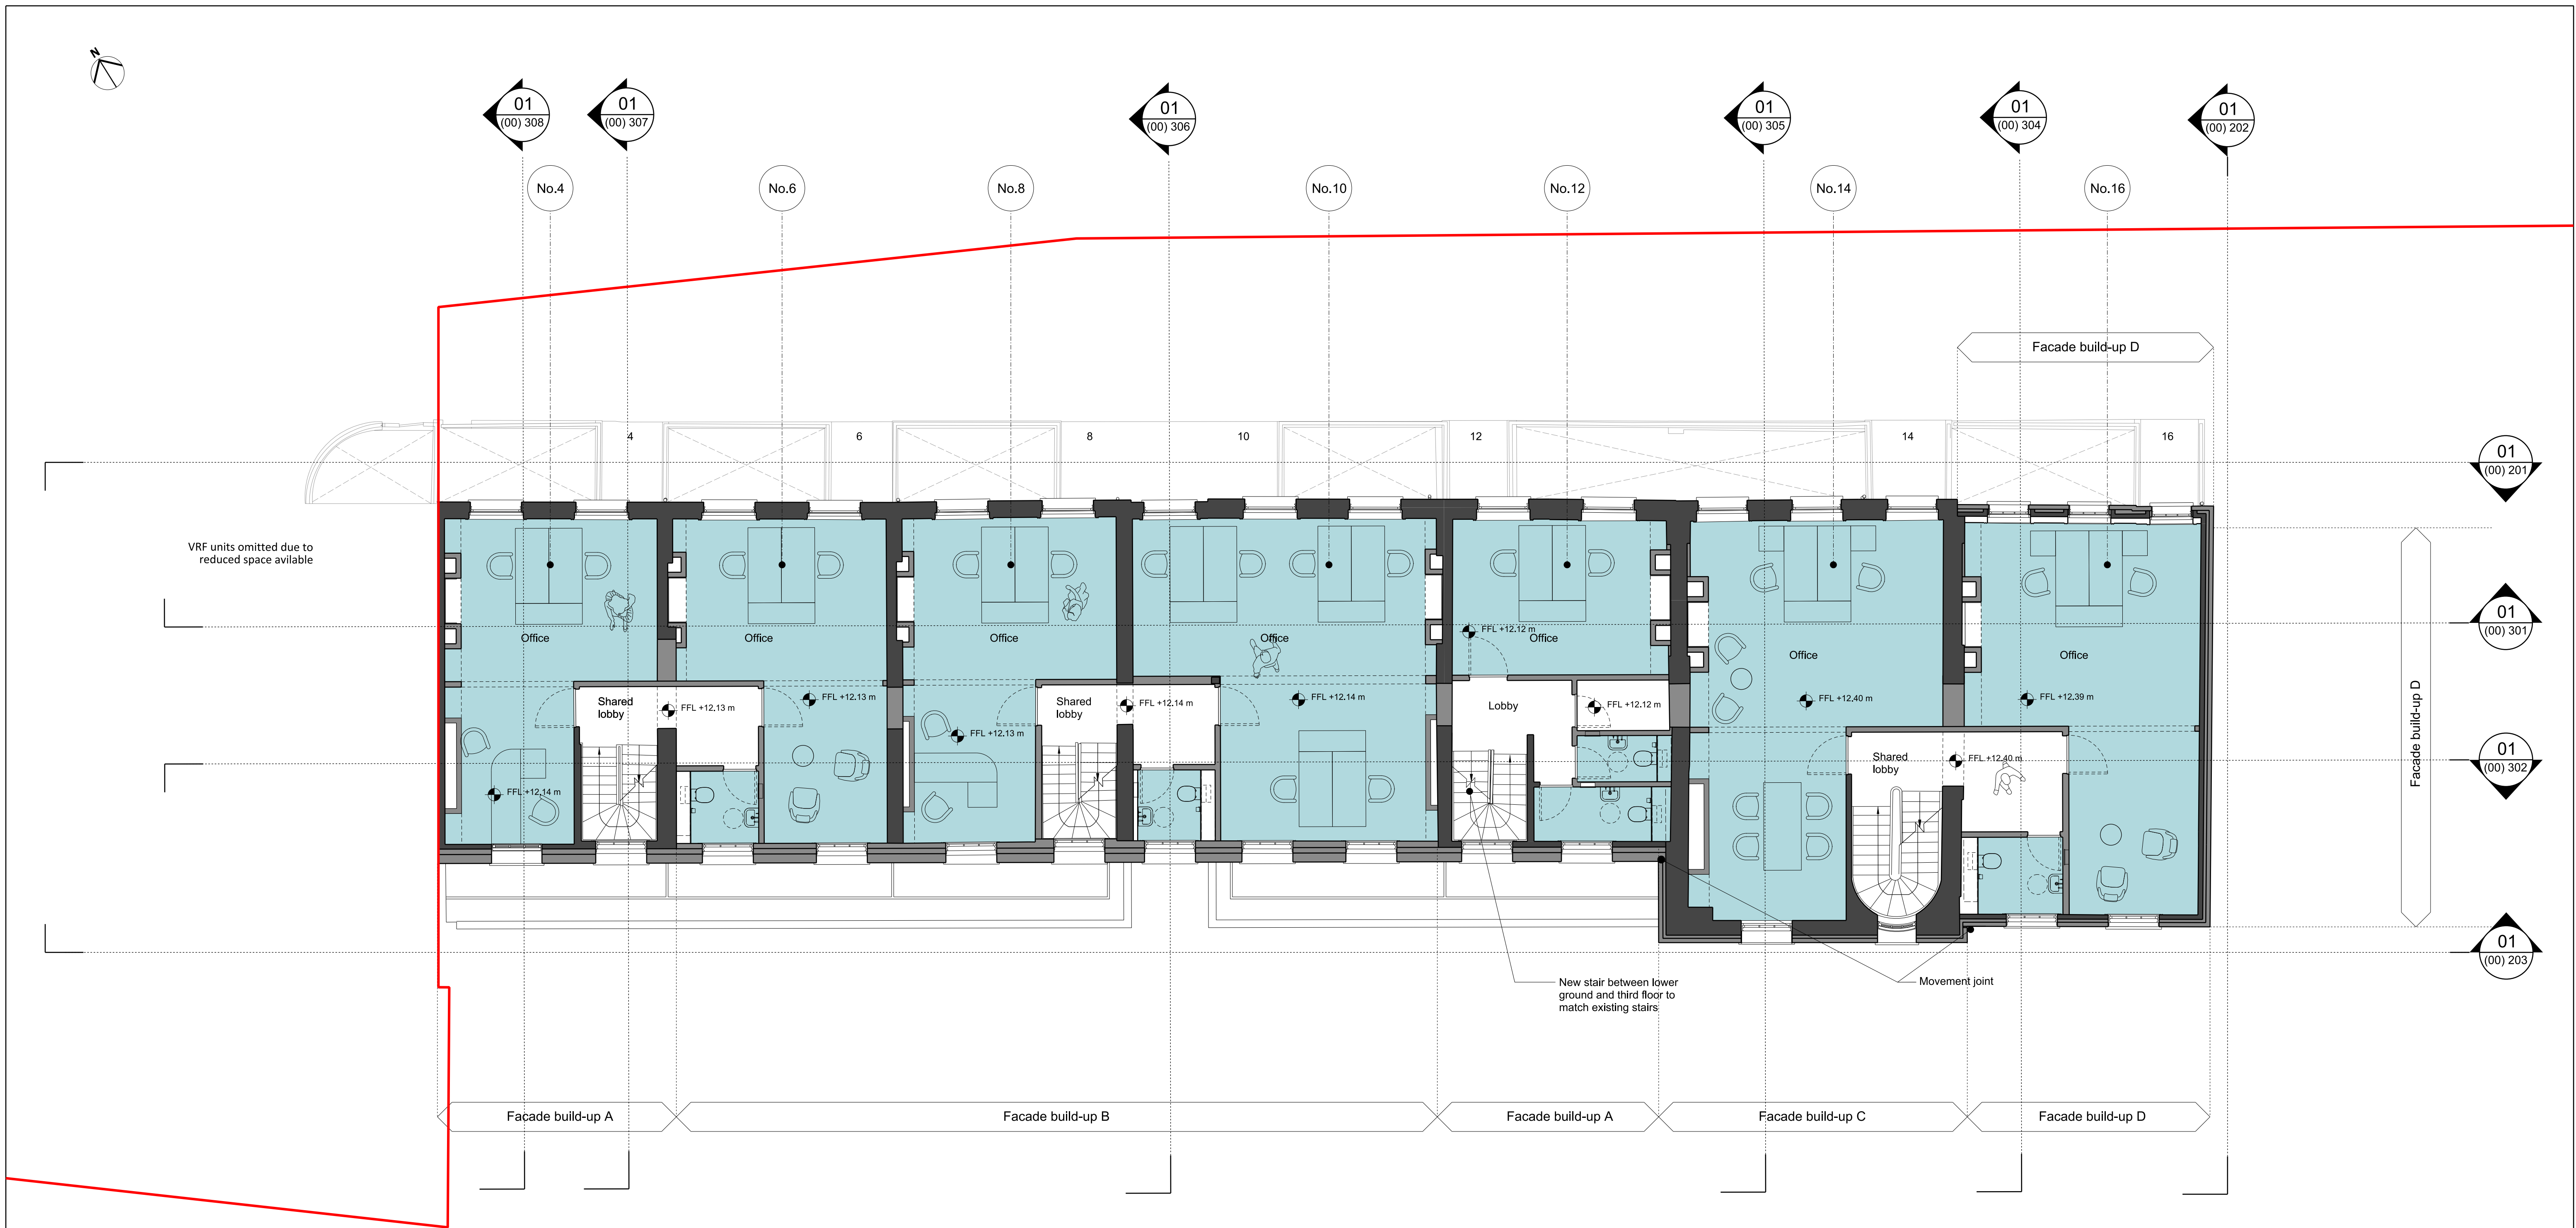 N
01
(00) 308
01
(00) 307
01
(00) 306
01
(00) 305
01
(00) 304
01
(00) 202
No.4
No.6
No.8
No.10
No.12
No.14
No.16
Facade build-up D
4
6
8
10
12
14
16
01
(00) 201
VRF units omitted due to
reduced space avilable
Office
Office
Office
Office
FFL +12.12 m
Office
Office
Office
01
(00) 301
Shared
lobby
FFL +12.13 m
FFL +12.13 m
FFL +12.13 m
Shared
lobby
FFL +12.14 m
FFL +12.14 m
Lobby
FFL +12.12 m
FFL +12.40 m
FFL +12.39 m
Facade build-up D
Shared
lobby
FFL +12.40 m
01
(00) 302
FFL +12.14 m
01
(00) 203
New stair between lower
ground and third floor to
match existing stairs
Movement joint
Facade build-up A
Facade build-up B
Facade build-up A
Facade build-up C
Facade build-up D